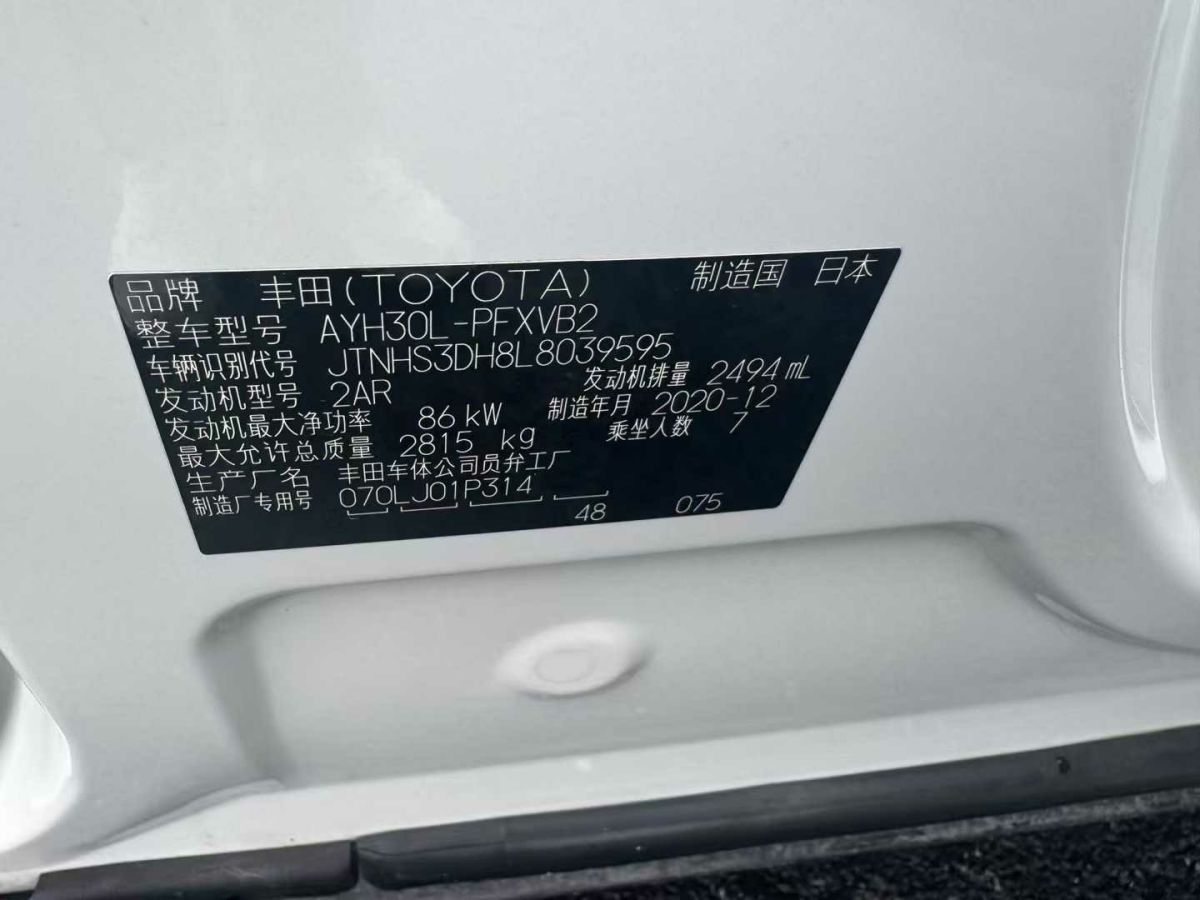 品牌 丰田(TOYOTA) 制造国 日本
整车型号 AYH30L-PFXVB2
车辆识别代号 JTNHS3DH8L8039595
发动机型号 2AR 发动机排量 2494 mL
发动机最大净功率 86 kW 制造年月 2020-12
最大允许总质量 2815 kg 乘坐人数 7
生产厂名 丰田车体公司员弁工厂
制造厂专用号 070LJ01P314 48 075